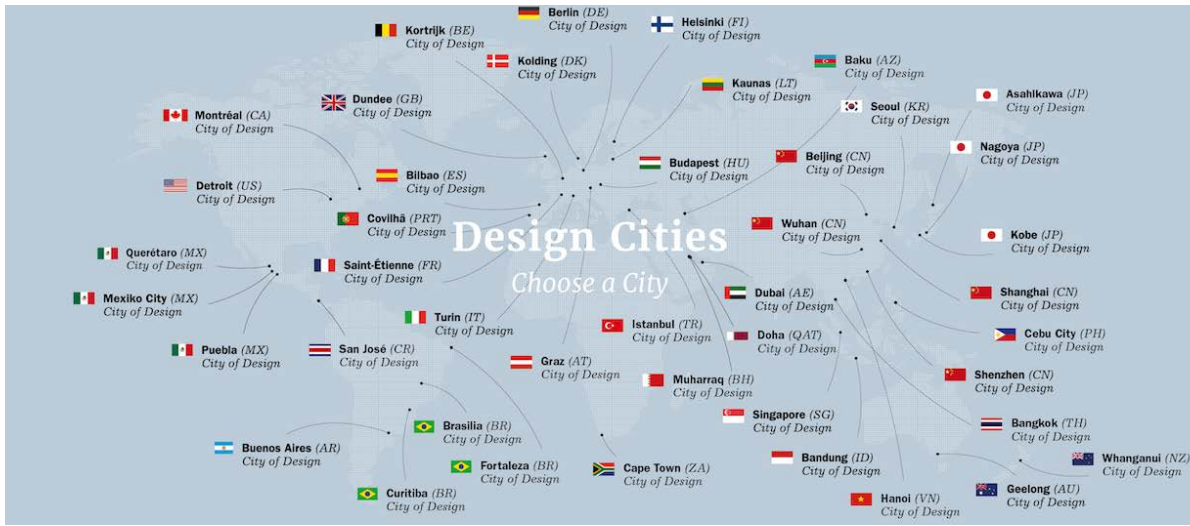 Berlin (DE)
City of Design
Kortrijk (BE)
City of Design
Helsinki (FI)
City of Design
Kolding (DK)
City of Design
Baku (AZ)
City of Design
Kaunas (LT)
City of Design
Dundee (GB)
City of Design
Seoul (KR)
City of Design
Asahlkawa (JP)
City of Design
Montréal (CA)
City of Design
Nagoya (JP)
City of Design
Budapest (HU)
City of Design
Beijing (CN)
City of Design
Bilbao (ES)
City of Design
Detroit (US)
City of Design
Covilhã (PRT)
City of Design
Wuhan (CN)
City of Design
Kobe (JP)
City of Design
Design Cities
Choose a City
Querétaro (MX)
City of Design
Saint-Étienne (FR)
City of Design
Mexiko City (MX)
City of Design
Dubai (AE)
City of Design
Shanghai (CN)
City of Design
Turin (IT)
City of Design
Istanbul (TR)
City of Design
Doha (QAT)
City of Design
Cebu City (PH)
City of Design
Puebla (MX)
City of Design
San José (CR)
City of Design
Graz (AT)
City of Design
Muharraq (BH)
City of Design
Shenzhen (CN)
City of Design
Brasilia (BR)
City of Design
Singapore (SG)
City of Design
Bangkok (TH)
City of Design
Buenos Aires (AR)
City of Design
Fortaleza (BR)
City of Design
Cape Town (ZA)
City of Design
Bandung (ID)
City of Design
Whanganui (NZ)
City of Design
Curitiba (BR)
City of Design
Hanoi (VN)
City of Design
Geelong (AU)
City of Design